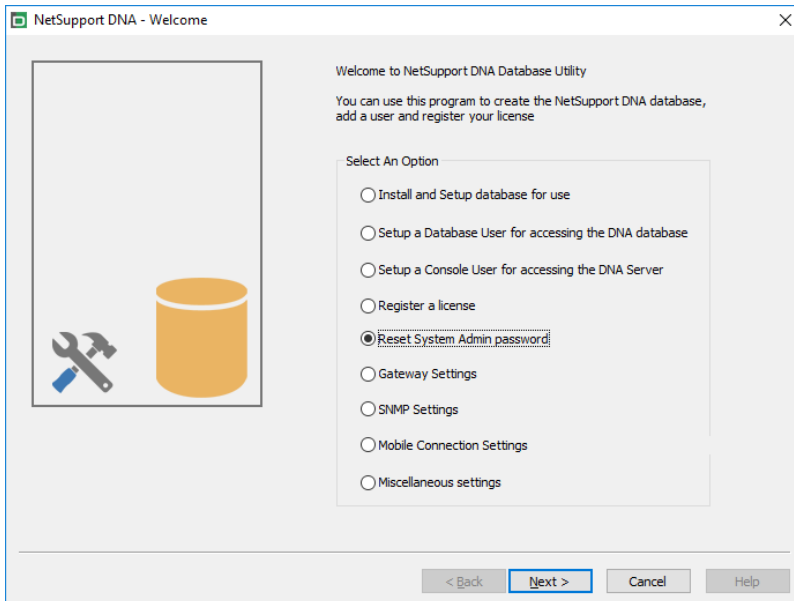 NetSupport DNA - Welcome
Welcome to NetSupport DNA Database Utility
You can use this program to create the NetSupport DNA database,
add a user and register your license
Select An Option
Install and Setup database for use
Setup a Database User for accessing the DNA database
Setup a Console User for accessing the DNA Server
Register a license
Reset System Admin password
Gateway Settings
SNMP Settings
Mobile Connection Settings
Miscellaneous settings
< Back
Next >
Cancel
Help